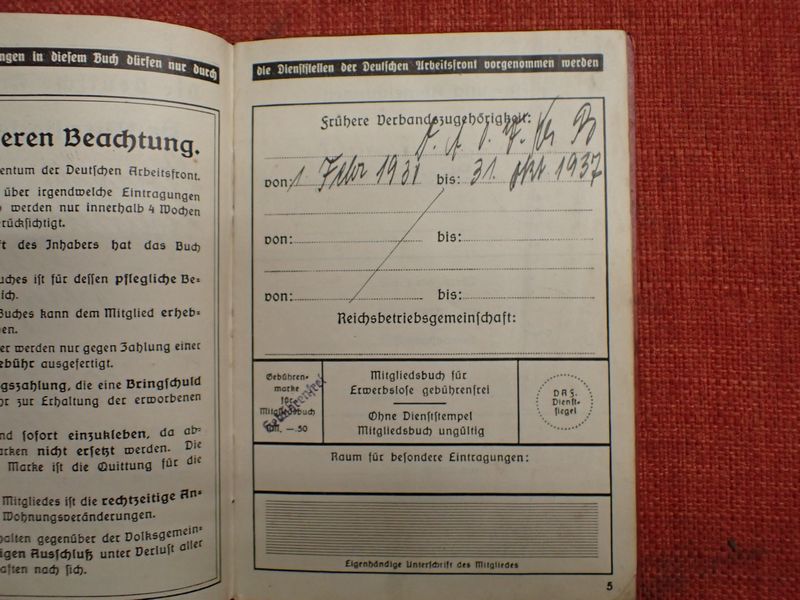 ngen in diesem Buch dürfen nur durch
eren Beachtung.
entum der Deutschen Arbeitsfront.
über irgendwelche Eintragungen
werden nur innerhalb 4 Wochen
rücksichtigt.
ft des Inhabers hat das Buch
uches ist für dessen pflegliche Be-
ich.
Buches kann dem Mitglied erheb-
en.
er werden nur gegen Zahlung einer
ebühr ausgefertigt.
gszahlung, die eine Bringschuld
hr zur Erhaltung der erworbenen
nd sofort einzukleben, da ab-
arken nicht ersetzt werden. Die
Marke ist die Quittung für die
Mitgliedes ist die rechtzeitige An-
Wohnungsveränderungen.
halten gegenüber der Volksgemein-
igen Ausschluß unter Verlust aller
aften nach sich.
die Dienststellen der Deutschen Arbeitsfront vorgenommen werden
Frühere Verbandszugehörigkeit:
von: 1. Febr 1931 bis: 31. Okt 1937
von: bis:
von: bis:
Reichsbetriebsgemeinschaft:
Gebühren-
marke
für
Mitgliedsbuch
RM. —.50
Gebührenfrei
Mitgliedsbuch für
Erwerbslose gebührenfrei
Ohne Dienststempel
Mitgliedsbuch ungültig
DAF.
Dienst-
siegel
Raum für besondere Eintragungen:
Eigenhändige Unterschrift des Mitgliedes
5